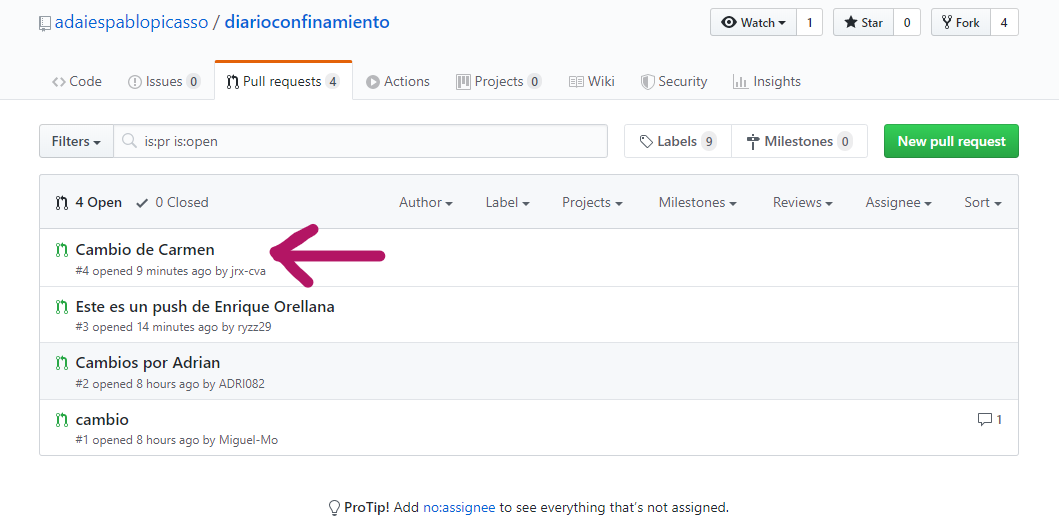 adaiespablopicasso / diarioconfinamiento Watch 1 Star 0 Fork 4
Code Issues 0 Pull requests 4 Actions Projects 0 Wiki Security Insights
Filters is:pr is:open Labels 9 Milestones 0 New pull request
4 Open 0 Closed Author Label Projects Milestones Reviews Assignee Sort
Cambio de Carmen
#4 opened 9 minutes ago by jrx-cva
Este es un push de Enrique Orellana
#3 opened 14 minutes ago by ryzz29
Cambios por Adrian
#2 opened 8 hours ago by ADRI082
cambio 1
#1 opened 8 hours ago by Miguel-Mo
ProTip! Add no:assignee to see everything that's not assigned.